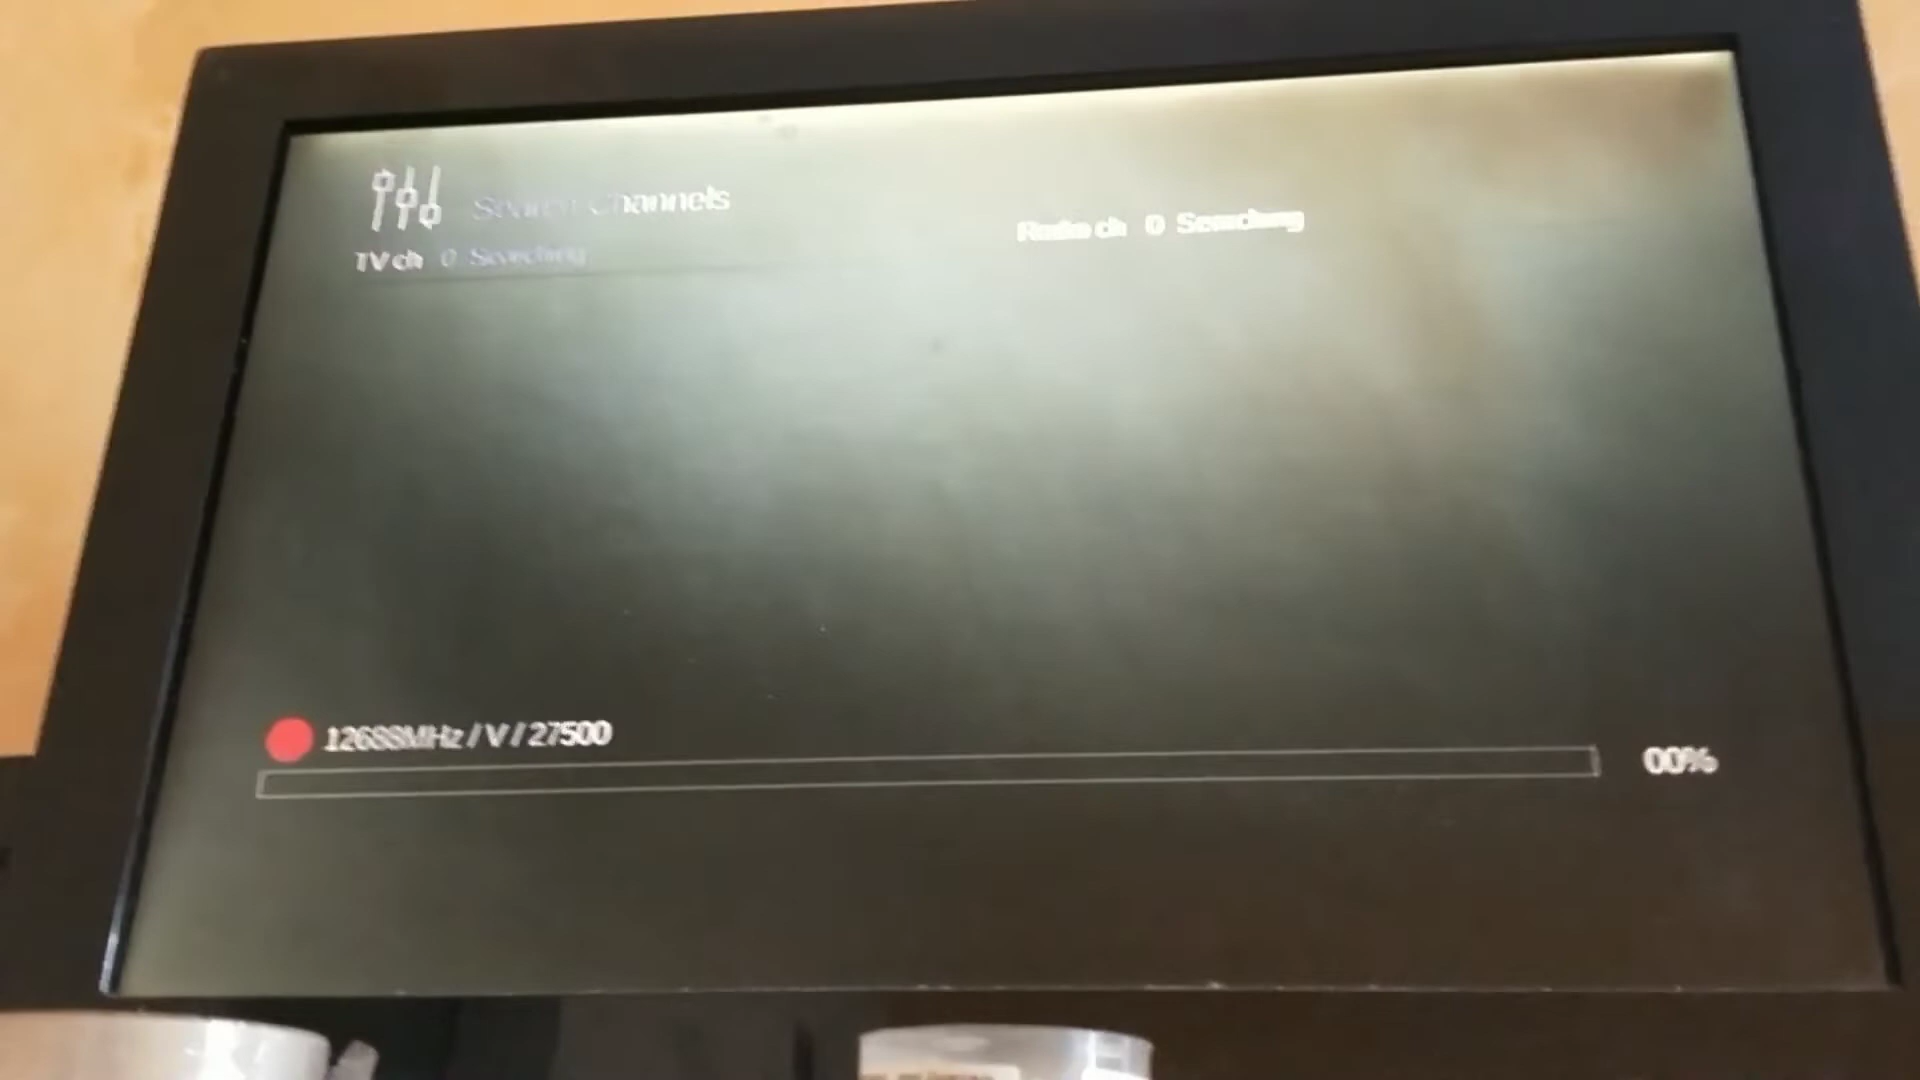 Search Channels
TV ch 0 Searching
Radio ch 0 Searching
12688MHz / V / 27500
00%